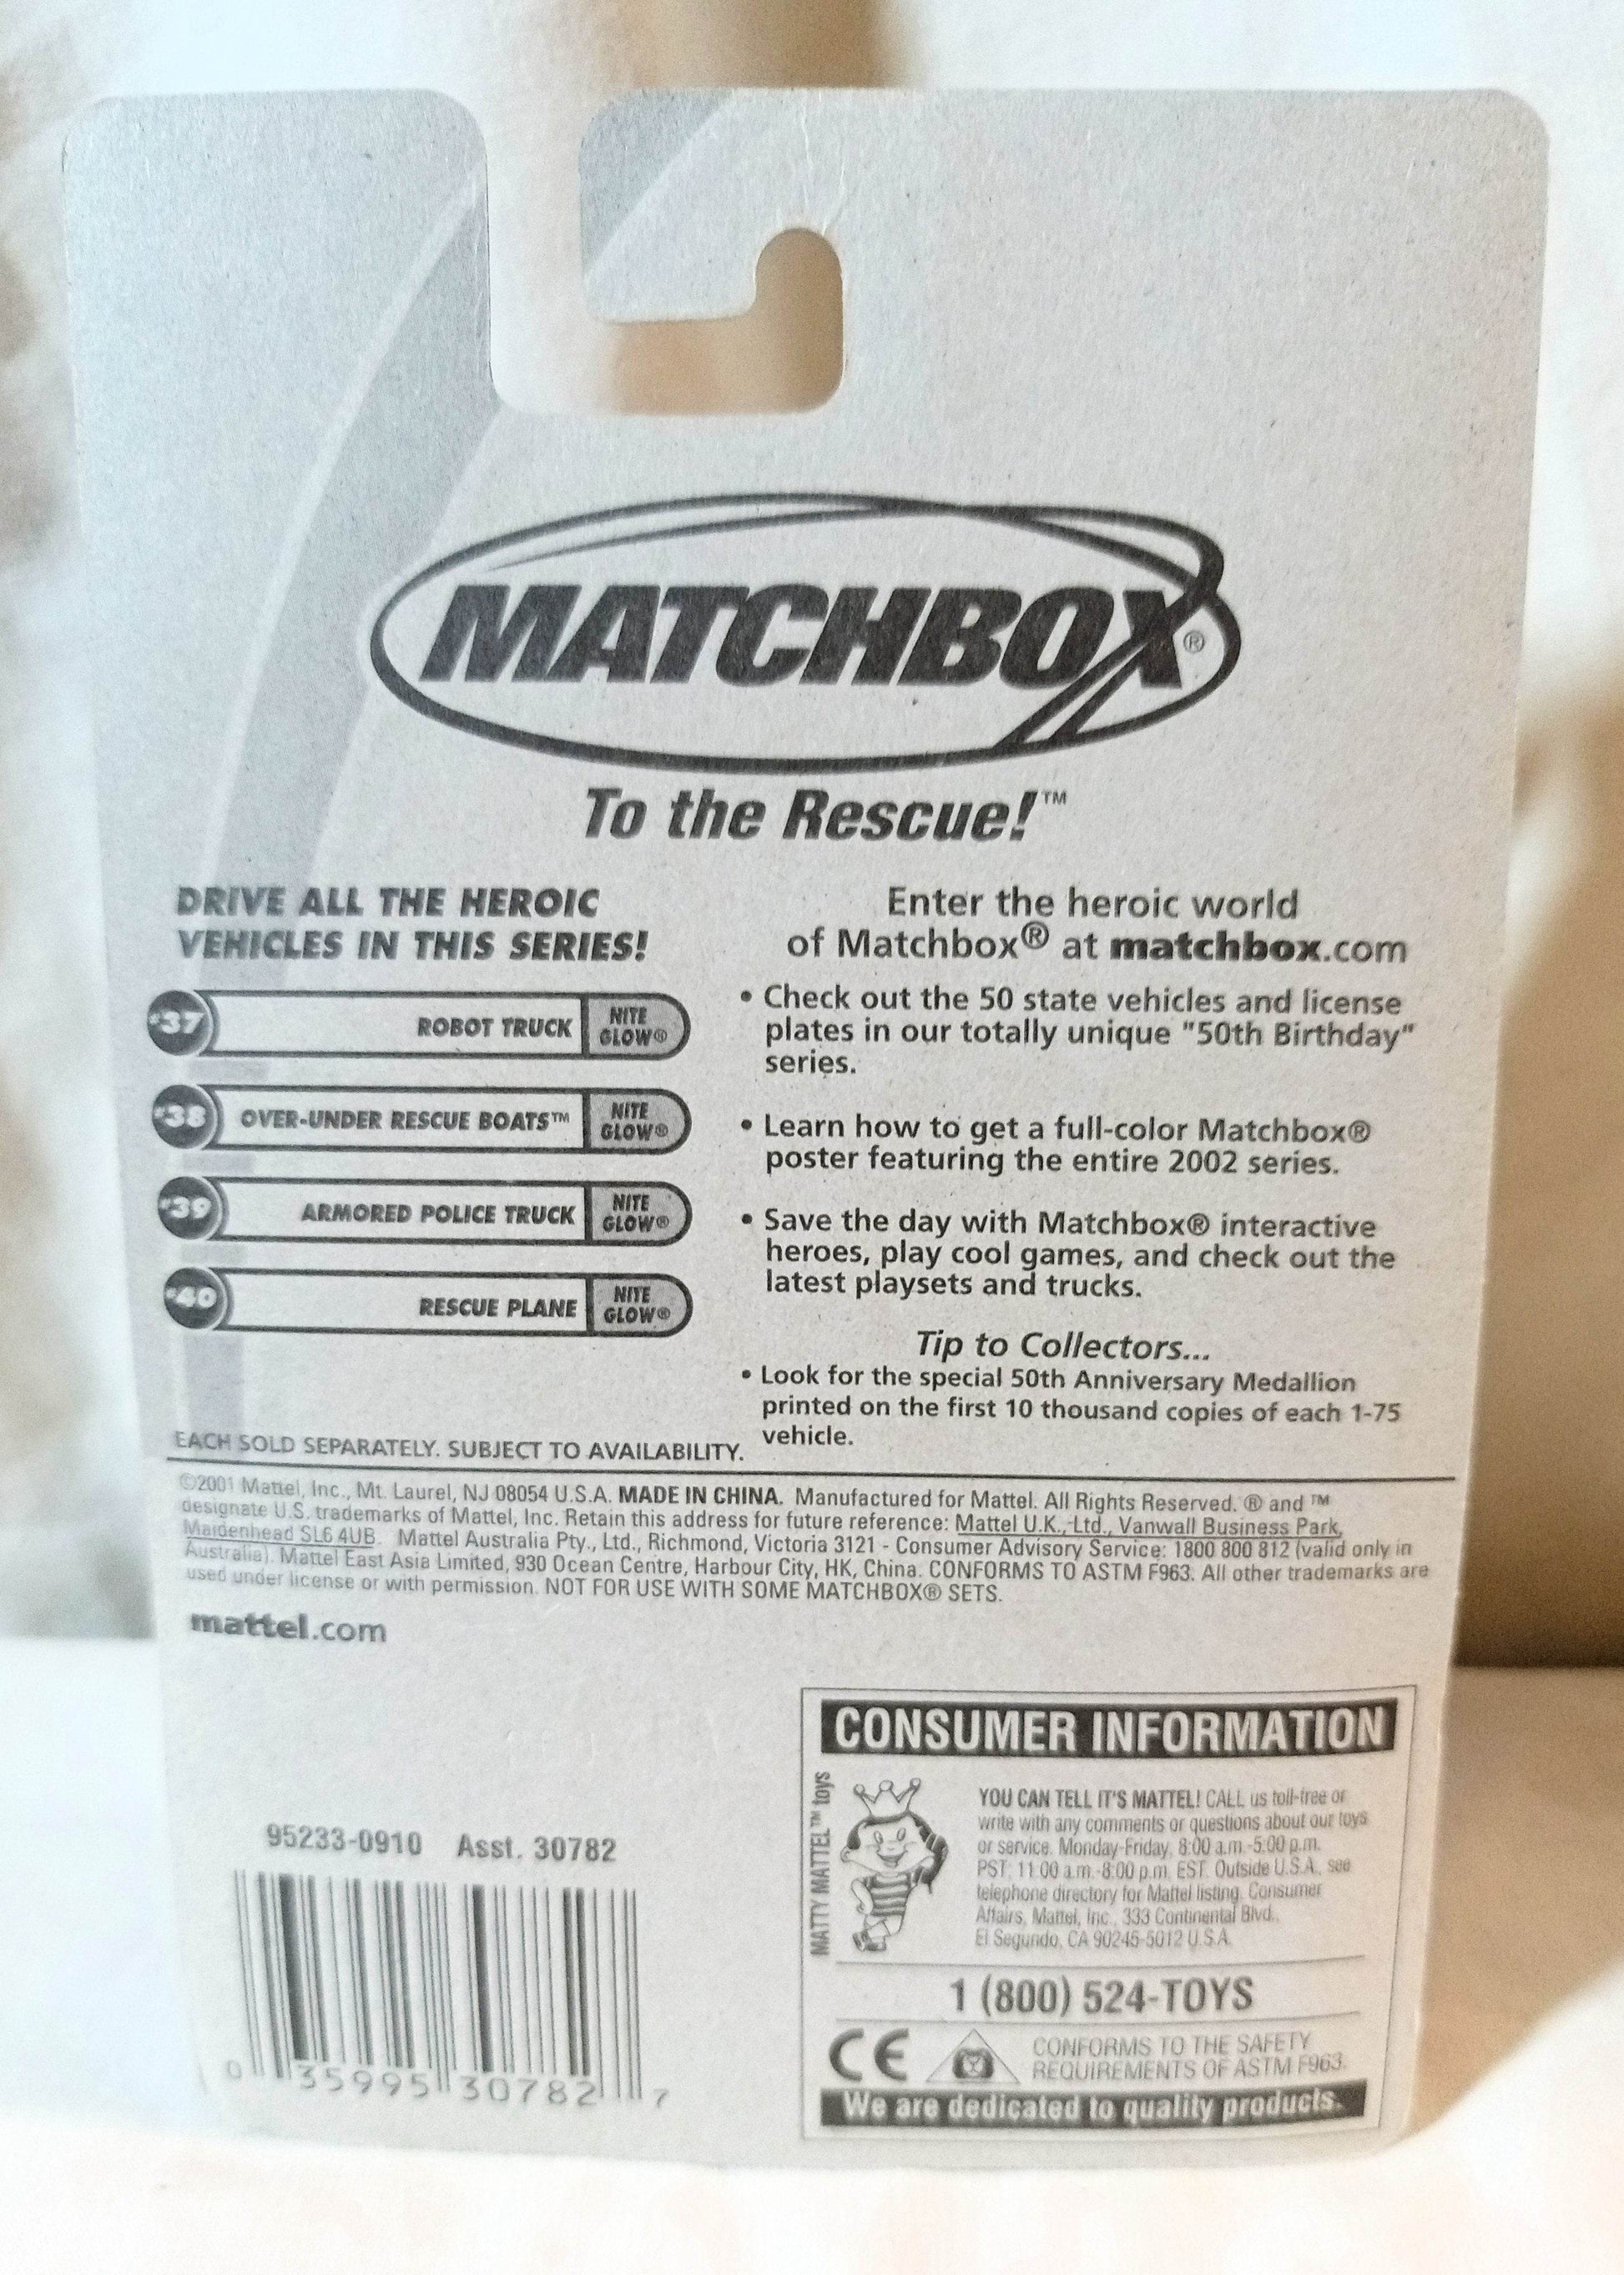 MATCHBOX®
To the Rescue!™
DRIVE ALL THE HEROIC
VEHICLES IN THIS SERIES!
#37 ROBOT TRUCK NITE GLOW®
#38 OVER-UNDER RESCUE BOATS™ NITE GLOW®
#39 ARMORED POLICE TRUCK NITE GLOW®
#40 RESCUE PLANE NITE GLOW®
EACH SOLD SEPARATELY. SUBJECT TO AVAILABILITY.
Enter the heroic world
of Matchbox® at matchbox.com
• Check out the 50 state vehicles and license
plates in our totally unique "50th Birthday"
series.
• Learn how to get a full-color Matchbox®
poster featuring the entire 2002 series.
• Save the day with Matchbox® interactive
heroes, play cool games, and check out the
latest playsets and trucks.
Tip to Collectors...
• Look for the special 50th Anniversary Medallion
printed on the first 10 thousand copies of each 1-75
vehicle.
©2001 Mattel, Inc., Mt. Laurel, NJ 08054 U.S.A. MADE IN CHINA. Manufactured for Mattel. All Rights Reserved. ® and ™
designate U.S. trademarks of Mattel, Inc. Retain this address for future reference: Mattel U.K., Ltd., Vanwall Business Park,
Maidenhead SL6 4UB. Mattel Australia Pty., Ltd., Richmond, Victoria 3121 - Consumer Advisory Service: 1800 800 812 (valid only in
Australia). Mattel East Asia Limited, 930 Ocean Centre, Harbour City, HK, China. CONFORMS TO ASTM F963. All other trademarks are
used under license or with permission. NOT FOR USE WITH SOME MATCHBOX® SETS.
mattel.com
95233-0910 Asst. 30782
0 35995 30782 7
CONSUMER INFORMATION
MATTY MATTEL™ toys
YOU CAN TELL IT'S MATTEL! CALL us toll-free or
write with any comments or questions about our toys
or service. Monday-Friday, 8:00 a.m.-5:00 p.m.
PST; 11:00 a.m.-8:00 p.m. EST. Outside U.S.A., see
telephone directory for Mattel listing. Consumer
Affairs, Mattel, Inc., 333 Continental Blvd.,
El Segundo, CA 90245-5012 U.S.A.
1 (800) 524-TOYS
CE
CONFORMS TO THE SAFETY
REQUIREMENTS OF ASTM F963.
We are dedicated to quality products.